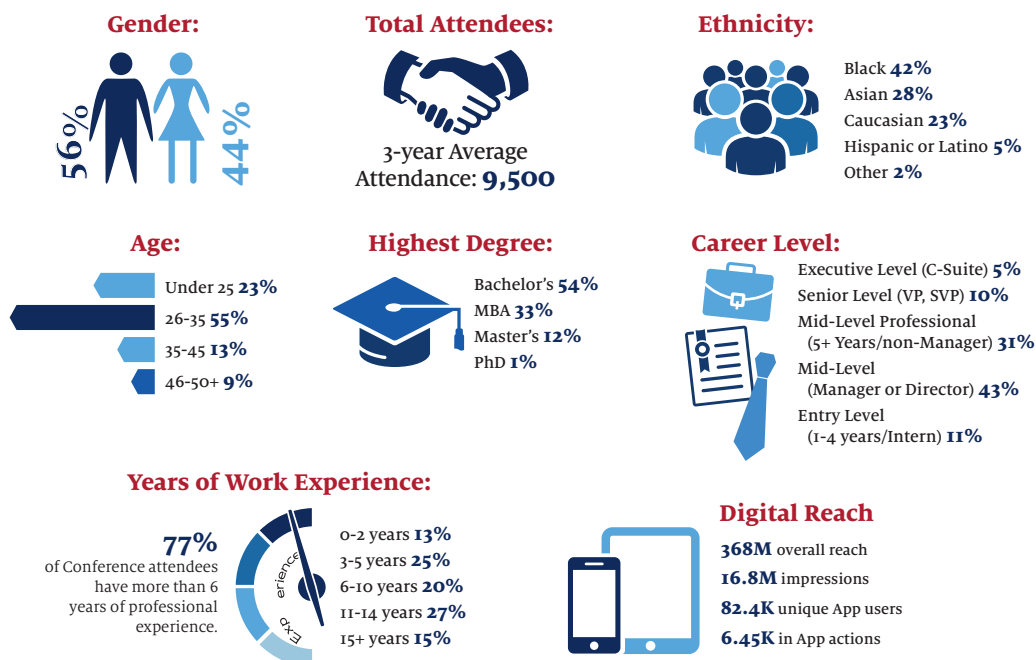 Gender:
56%
44%
Total Attendees:
3-year Average
Attendance: 9,500
Ethnicity:
Black 42%
Asian 28%
Caucasian 23%
Hispanic or Latino 5%
Other 2%
Age:
Under 25 23%
26-35 55%
35-45 13%
46-50+ 9%
Highest Degree:
Bachelor's 54%
MBA 33%
Master's 12%
PhD 1%
Career Level:
Executive Level (C-Suite) 5%
Senior Level (VP, SVP) 10%
Mid-Level Professional
(5+ Years/non-Manager) 31%
Mid-Level
(Manager or Director) 43%
Entry Level
(1-4 years/Intern) 11%
Years of Work Experience:
77%
of Conference attendees
have more than 6
years of professional
experience.
Exp erience
0-2 years 13%
3-5 years 25%
6-10 years 20%
11-14 years 27%
15+ years 15%
Digital Reach
368M overall reach
16.8M impressions
82.4K unique App users
6.45K in App actions